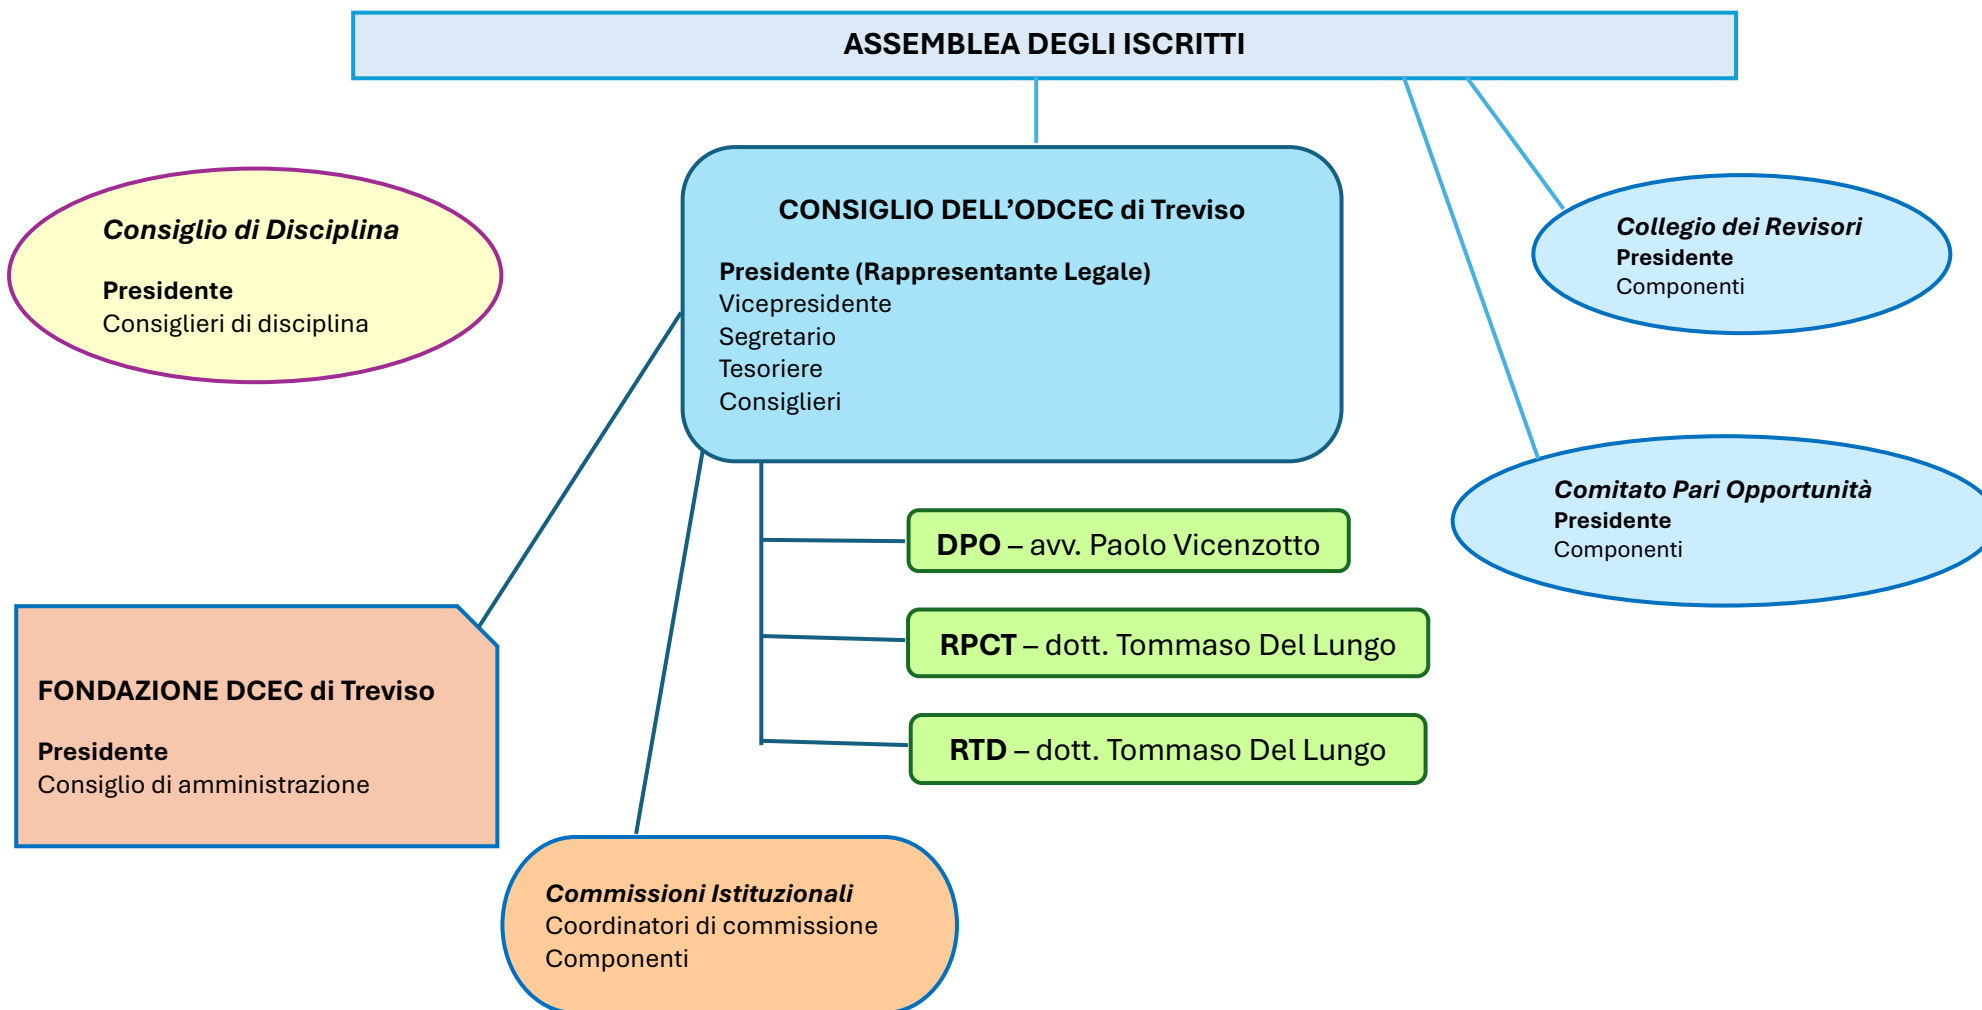 ASSEMBLEA DEGLI ISCRITTI
Consiglio di Disciplina
Presidente
Consiglieri di disciplina
CONSIGLIO DELL’ODCEC di Treviso
Presidente (Rappresentante Legale)
Vicepresidente
Segretario
Tesoriere
Consiglieri
Collegio dei Revisori
Presidente
Componenti
Comitato Pari Opportunità
Presidente
Componenti
DPO – avv. Paolo Vicenzotto
RPCT – dott. Tommaso Del Lungo
RTD – dott. Tommaso Del Lungo
FONDAZIONE DCEC di Treviso
Presidente
Consiglio di amministrazione
Commissioni Istituzionali
Coordinatori di commissione
Componenti